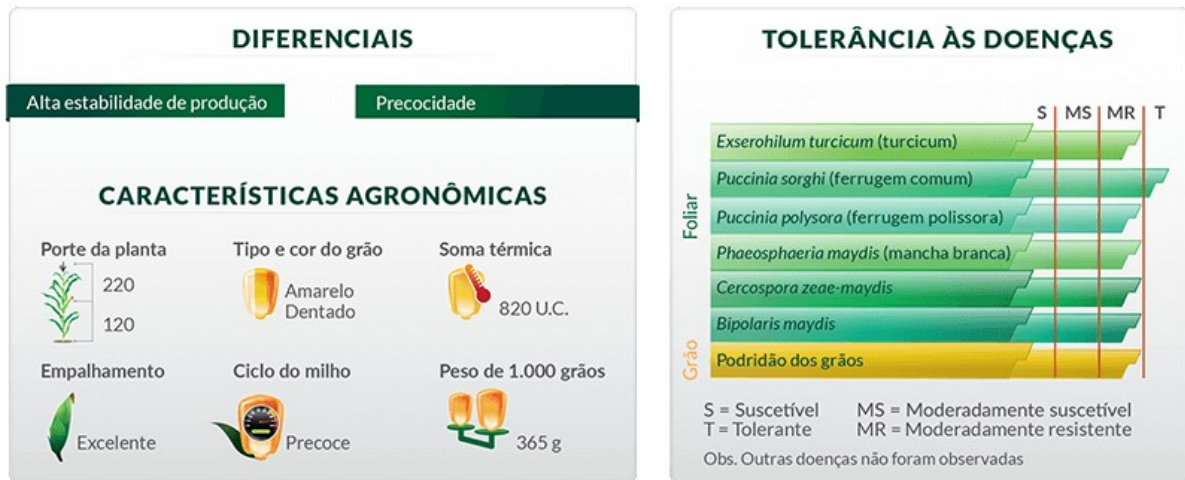 DIFERENCIAIS
Alta estabilidade de produção
Precocidade
CARACTERÍSTICAS AGRONÔMICAS
Porte da planta
220
120
Tipo e cor do grão
Amarelo
Dentado
Soma térmica
820 U.C.
Empalhamento
Excelente
Ciclo do milho
Precoce
Peso de 1.000 grãos
365 g
TOLERÂNCIA ÀS DOENÇAS
S MS MR T
Foliar
Exserohilum turcicum (turcicum)
Puccinia sorghi (ferrugem comum)
Puccinia polysora (ferrugem polissora)
Phaeosphaeria maydis (mancha branca)
Cercospora zeae-maydis
Bipolaris maydis
Grão
Podridão dos grãos
S = Suscetível MS = Moderadamente suscetível
T = Tolerante MR = Moderadamente resistente
Obs. Outras doenças não foram observadas